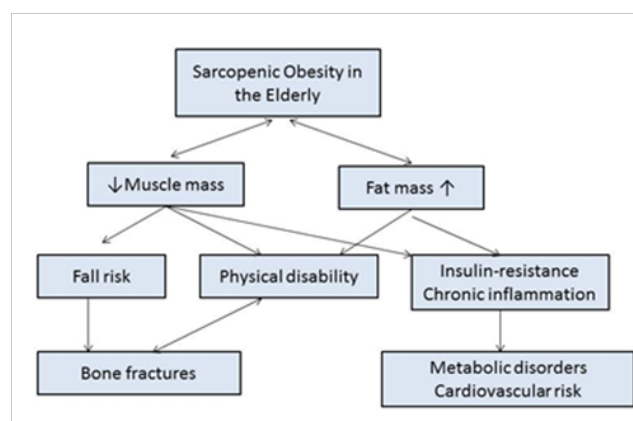 Sarcopenic Obesity in
the Elderly
↓Muscle mass
Fat mass ↑
Fall risk
Physical disability
Insulin-resistance
Chronic inflammation
Bone fractures
Metabolic disorders
Cardiovascular risk